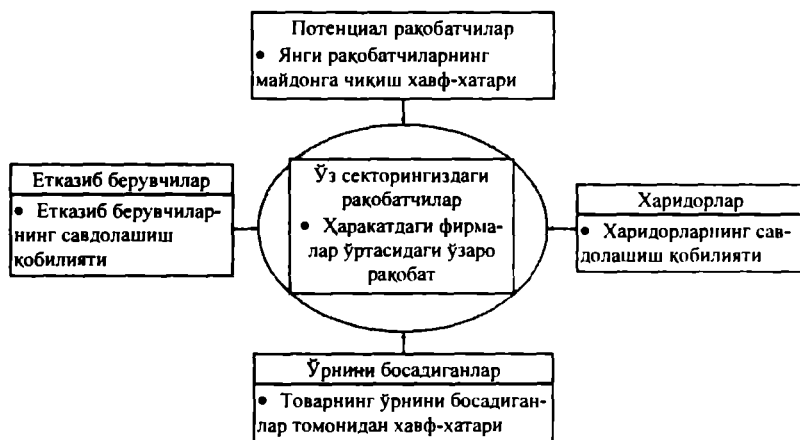 Потенциал рақобатчилар
• Янги рақобатчиларнинг
майдонга чиқиш хавф-хатари
Етказиб берувчилар
• Етказиб берувчилар-
нинг савдолашиш
қобилияти
Ўз секторингиздаги
рақобатчилар
• Ҳаракатдаги фирма-
лар ўртасидаги ўзаро
рақобат
Харидорлар
• Харидорларнинг сав-
долашиш қобилияти
Ўрнини босадиганлар
• Товарнинг ўрнини босадиган-
лар томонидан хавф-хатари